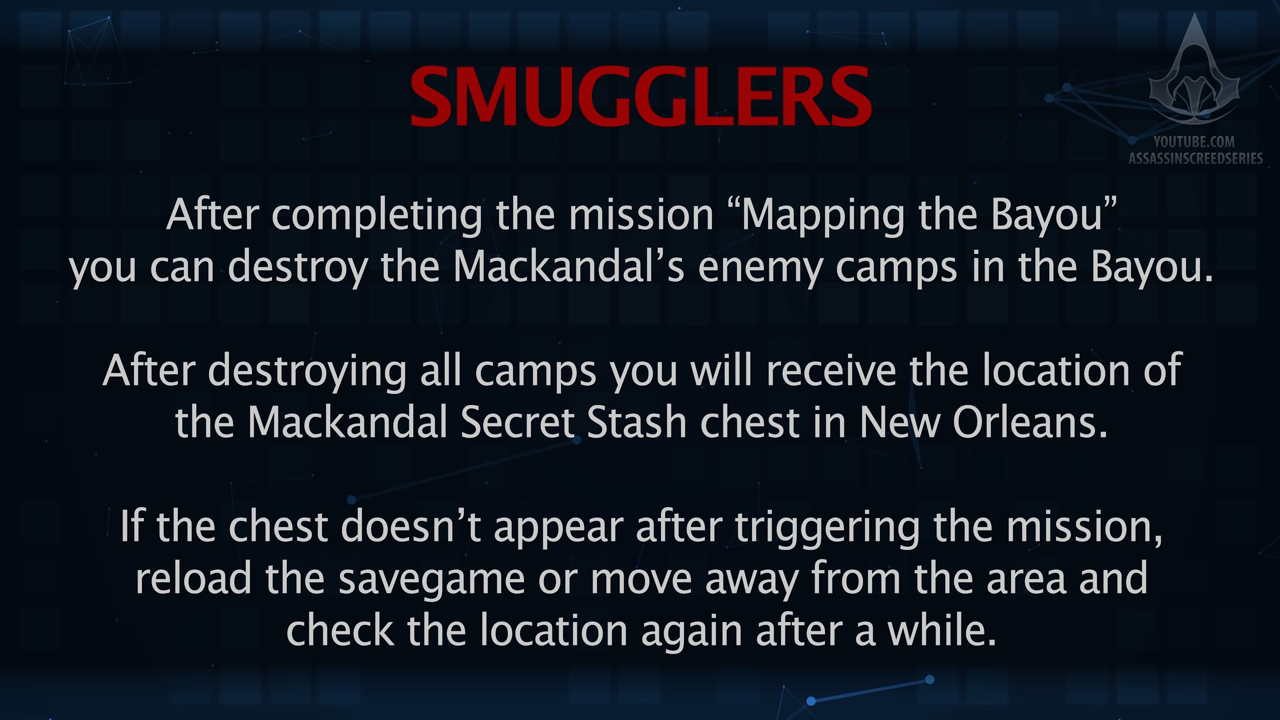 SMUGGLERS
YOUTUBE.COM
ASSASSINSCREEDSERIES
After completing the mission “Mapping the Bayou”
you can destroy the Mackandal’s enemy camps in the Bayou.
After destroying all camps you will receive the location of
the Mackandal Secret Stash chest in New Orleans.
If the chest doesn’t appear after triggering the mission,
reload the savegame or move away from the area and
check the location again after a while.